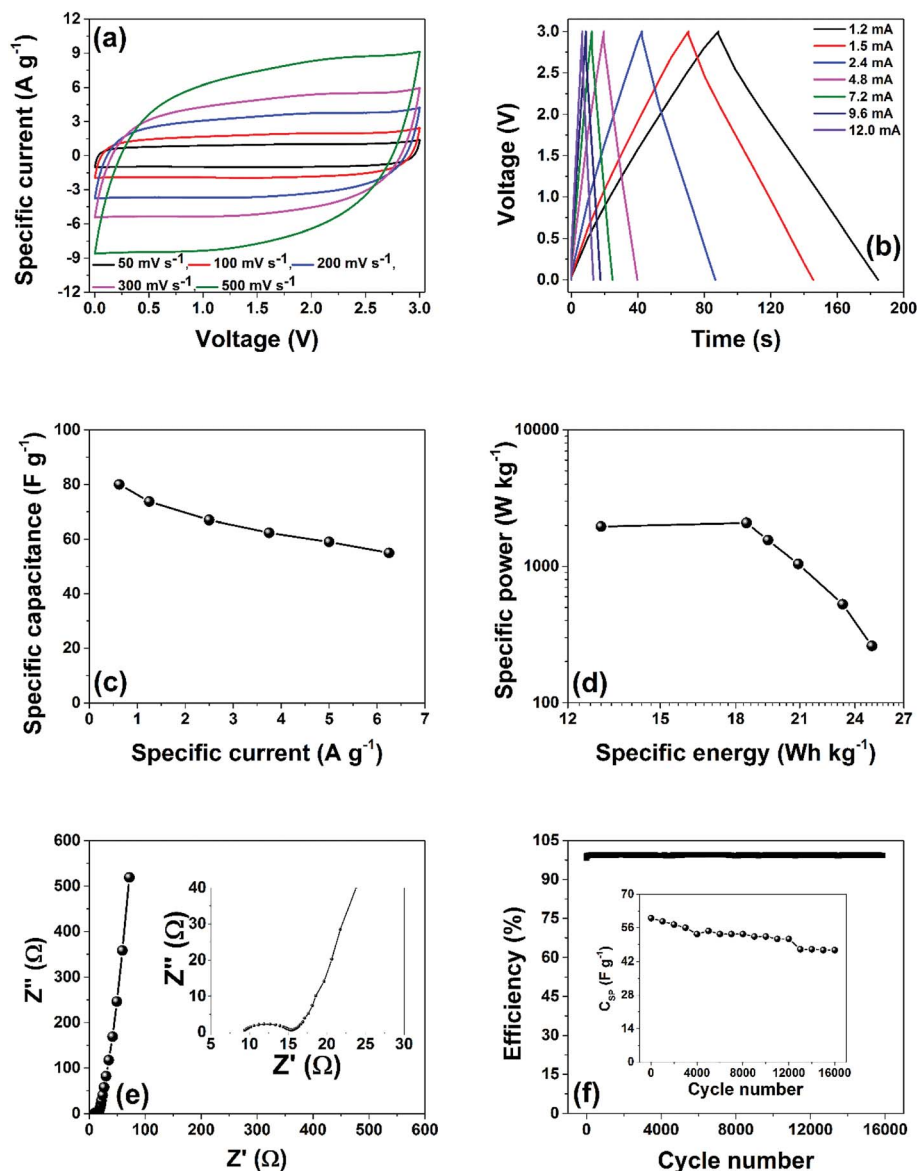 (a)
Specific current (A g⁻¹)
12
9
6
3
0
-3
-6
-9
-12
50 mV s⁻¹, 100 mV s⁻¹, 200 mV s⁻¹,
300 mV s⁻¹ 500 mV s⁻¹
0.0 0.5 1.0 1.5 2.0 2.5 3.0
Voltage (V)
(b)
Voltage (V)
3.0
2.5
2.0
1.5
1.0
0.5
0.0
1.2 mA
1.5 mA
2.4 mA
4.8 mA
7.2 mA
9.6 mA
12.0 mA
0 40 80 120 160 200
Time (s)
(c)
Specific capacitance (F g⁻¹)
100
80
60
40
20
0
0 1 2 3 4 5 6 7
Specific current (A g⁻¹)
(d)
Specific power (W kg⁻¹)
10000
1000
100
12 15 18 21 24 27
Specific energy (Wh kg⁻¹)
(e)
Z'' (Ω)
600
500
400
300
200
100
0
0 100 200 300 400 500 600
Z' (Ω)
Z'' (Ω)
40
30
20
10
0
5 10 15 20 25 30
Z' (Ω)
(f)
Efficiency (%)
105
90
75
60
45
30
15
0
0 4000 8000 12000 16000
Cycle number
C_SP (F g⁻¹)
70
56
42
28
14
0
0 4000 8000 12000 16000
Cycle number